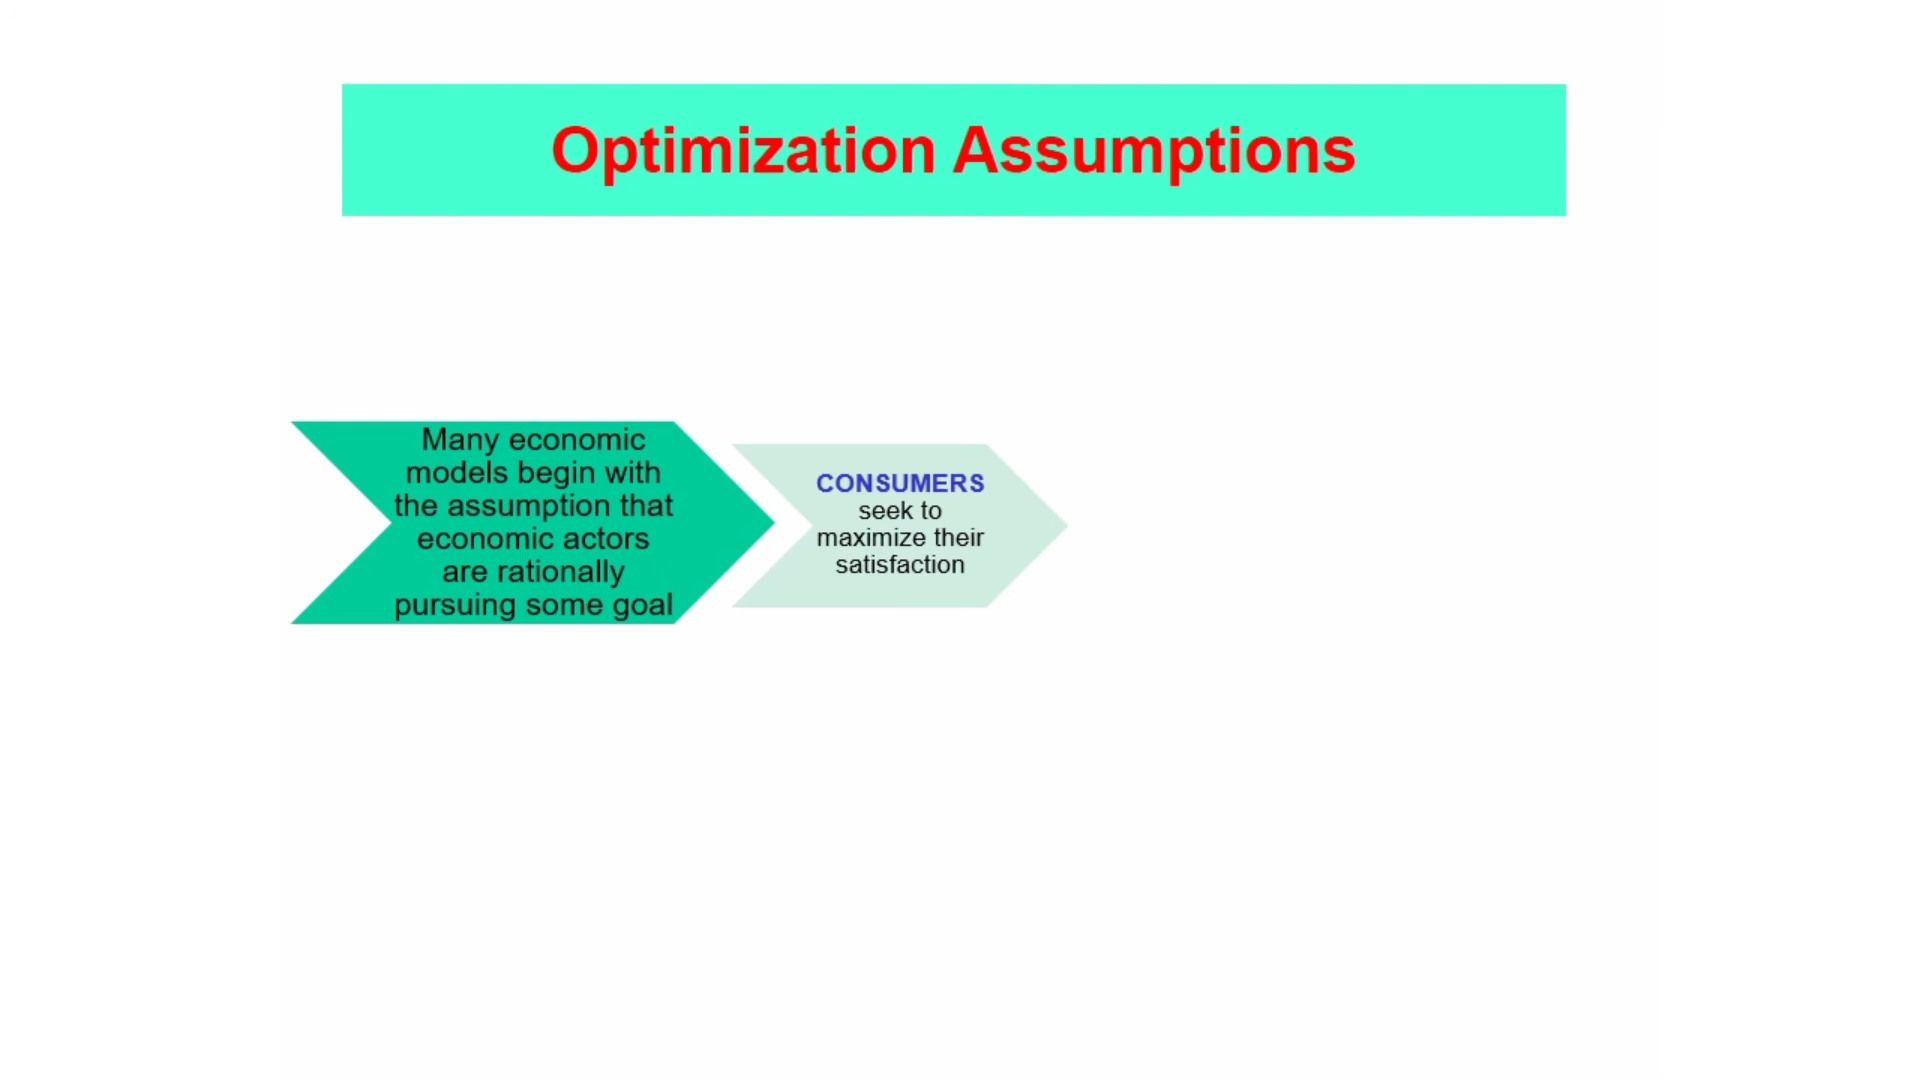 Optimization Assumptions
Many economic
models begin with
the assumption that
economic actors
are rationally
pursuing some goal
CONSUMERS
seek to
maximize their
satisfaction